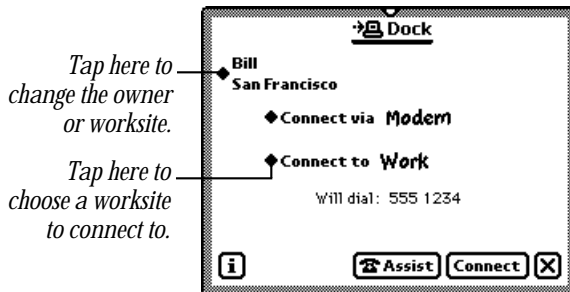 Dock
Tap here to
change the owner
or worksite.
Bill
San Francisco
Connect via Modem
Tap here to
choose a worksite
to connect to.
Connect to Work
Will dial: 555 1234
i
Assist
Connect
X